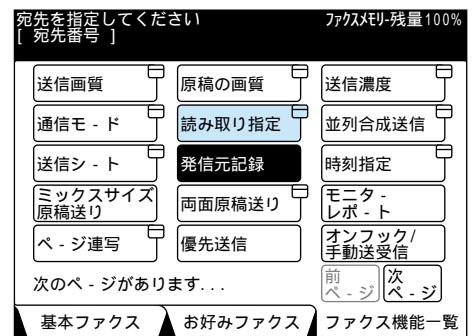 宛先を指定してください ファクスメモリー残量100%
[ 宛先番号 ]
送信画質 原稿の画質 送信濃度
通信モ - ド 読み取り指定 並列合成送信
送信シ - ト 発信元記録 時刻指定
ミックスサイズ
原稿送り
両面原稿送り
モニタ -
レポ - ト
ペ - ジ連写 優先送信
オンフック/
手動送受信
次のペ - ジがあります...
前
ペ - ジ
次
ペ - ジ
基本ファクス お好みファクス ファクス機能一覧